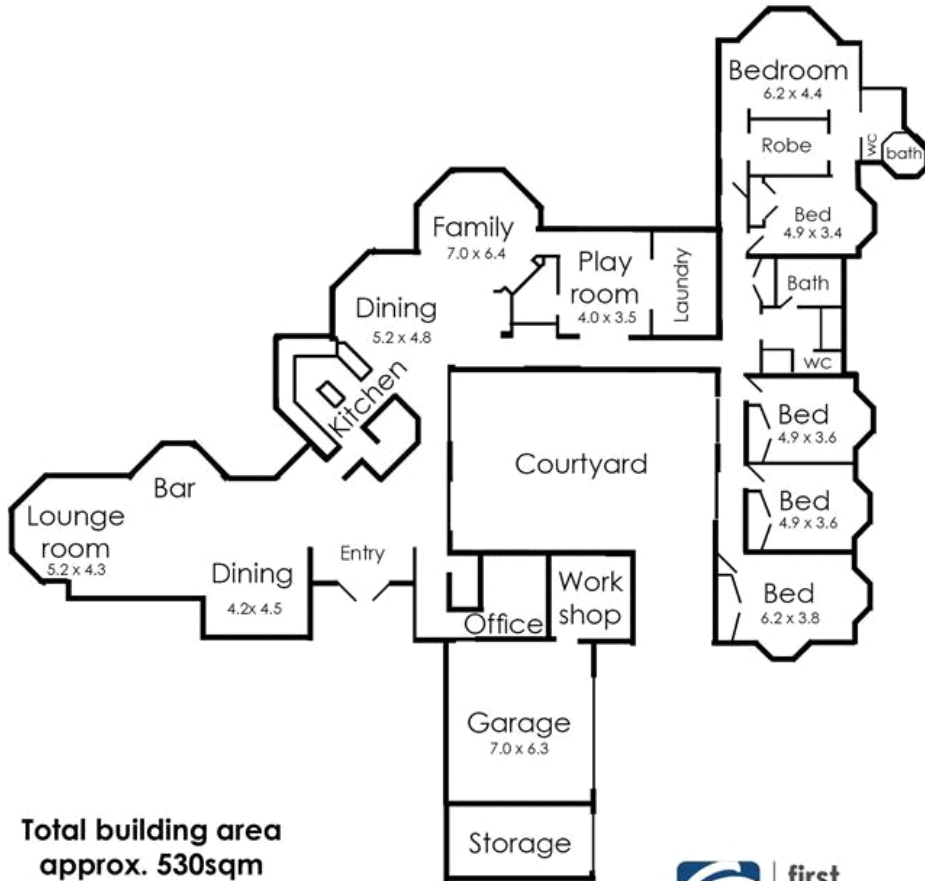 Bedroom
6.2 x 4.4
Robe
WC
bath
Bed
4.9 x 3.4
Family
7.0 x 6.4
Play
room
4.0 x 3.5
Laundry
Bath
Dining
5.2 x 4.8
WC
Kitchen
Bed
4.9 x 3.6
Courtyard
Bar
Bed
4.9 x 3.6
Lounge
room
5.2 x 4.3
Entry
Dining
4.2x 4.5
Work
shop
Office
Bed
6.2 x 3.8
Garage
7.0 x 6.3
Storage
Total building area
approx. 530sqm
first